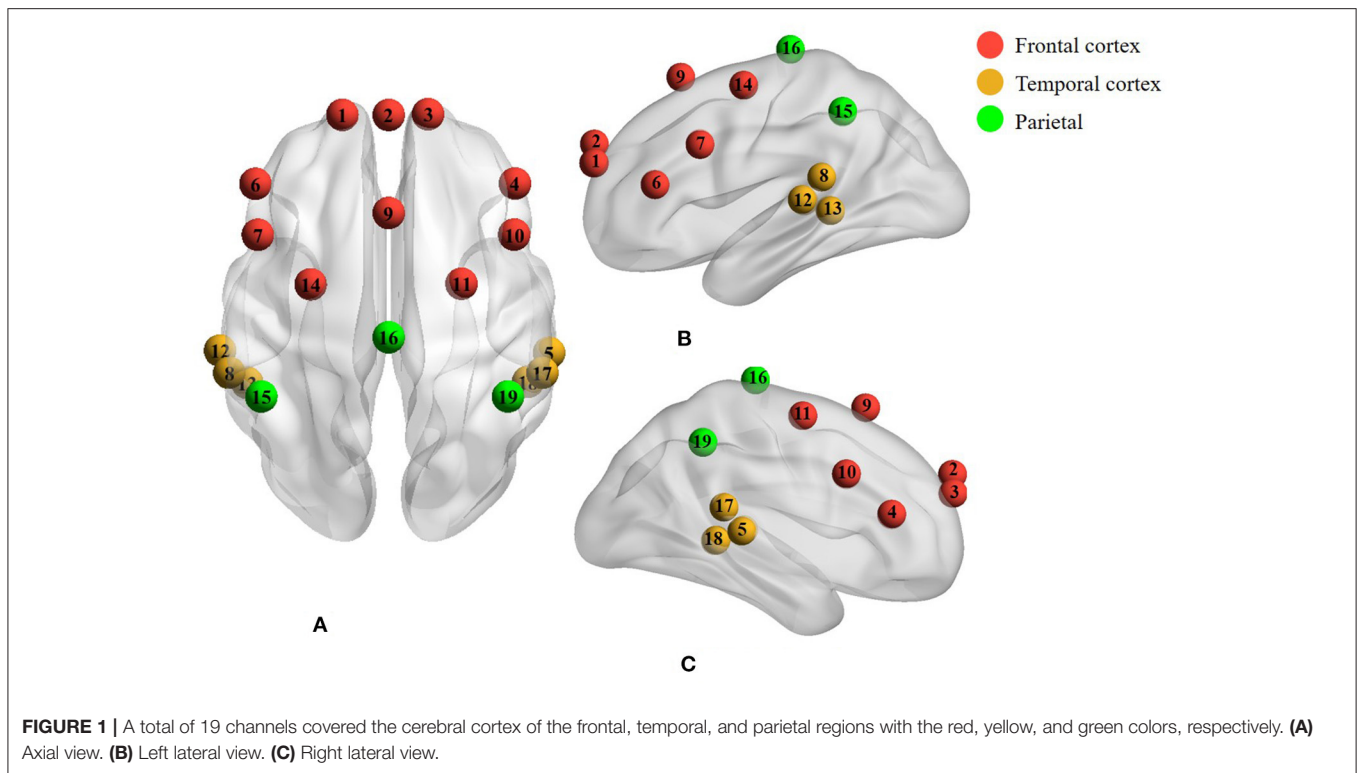 1 2 3
6 4
9
7 10
14 11
16
12 5
8 17
13 18
15 19
A
16
9 14
15
2 7
1
8
6
12 13
B
16
9
11
19
10 2
3
17 4
5
18
C
Frontal cortex
Temporal cortex
Parietal
FIGURE 1 | A total of 19 channels covered the cerebral cortex of the frontal, temporal, and parietal regions with the red, yellow, and green colors, respectively. (A)
Axial view. (B) Left lateral view. (C) Right lateral view.